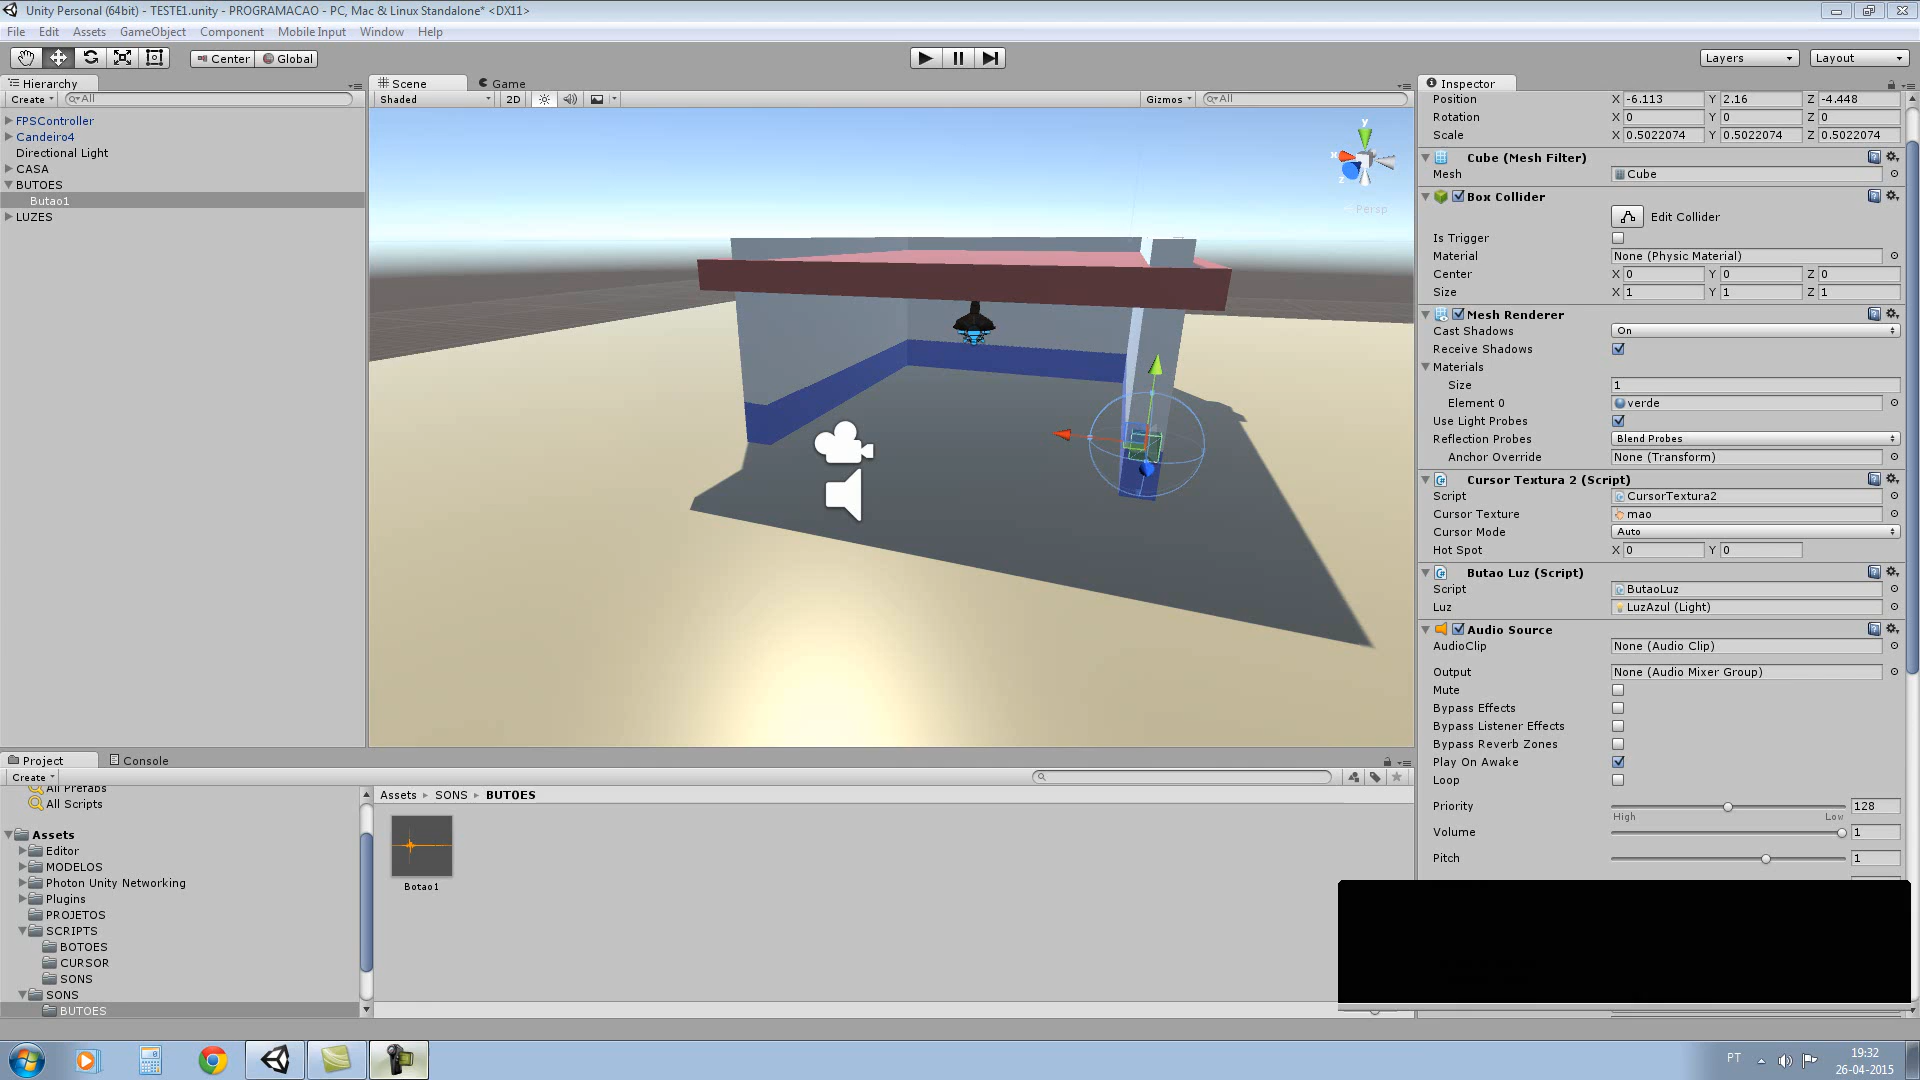 Unity Personal (64bit) - TESTE1.unity - PROGRAMACAO - PC, Mac & Linux Standalone* <DX11>
File Edit Assets GameObject Component Mobile Input Window Help
Center Global Layers Layout
Hierarchy
Create All
FPSController
Candeiro4
Directional Light
CASA
BUTOES
Butao1
LUZES
Scene Game
Shaded 2D Gizmos All
y
x
z
Persp
Inspector
Position X -6.113 Y 2.16 Z -4.448
Rotation X 0 Y 0 Z 0
Scale X 0.5022074 Y 0.5022074 Z 0.5022074
Cube (Mesh Filter)
Mesh Cube
Box Collider
Edit Collider
Is Trigger
Material None (Physic Material)
Center X 0 Y 0 Z 0
Size X 1 Y 1 Z 1
Mesh Renderer
Cast Shadows On
Receive Shadows
Materials
Size 1
Element 0 verde
Use Light Probes
Reflection Probes Blend Probes
Anchor Override None (Transform)
Cursor Textura 2 (Script)
Script CursorTextura2
Cursor Texture mao
Cursor Mode Auto
Hot Spot X 0 Y 0
Butao Luz (Script)
Script ButaoLuz
Luz LuzAzul (Light)
Audio Source
AudioClip None (Audio Clip)
Output None (Audio Mixer Group)
Mute
Bypass Effects
Bypass Listener Effects
Bypass Reverb Zones
Play On Awake
Loop
Priority 128
High Low
Volume 1
Pitch 1
Project Console
Create
All Prefabs
All Scripts
Assets
Editor
MODELOS
Photon Unity Networking
Plugins
PROJETOS
SCRIPTS
BOTOES
CURSOR
SONS
SONS
BUTOES
Assets ▸ SONS ▸ BUTOES
Botao1
PT
19:32
26-04-2015